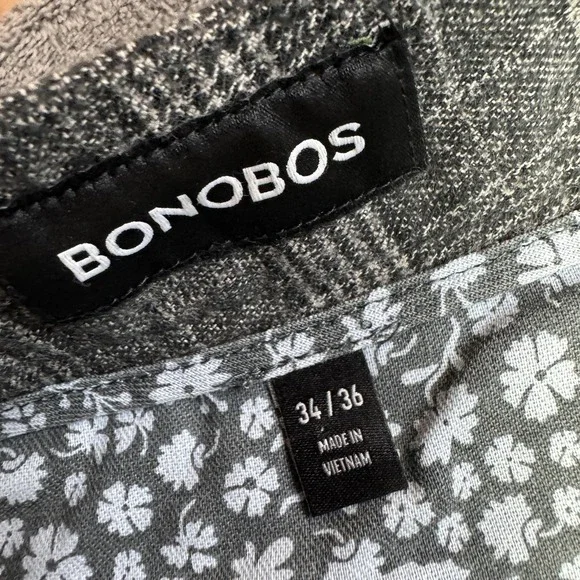 BONOBOS
34 / 36
MADE IN
VIETNAM